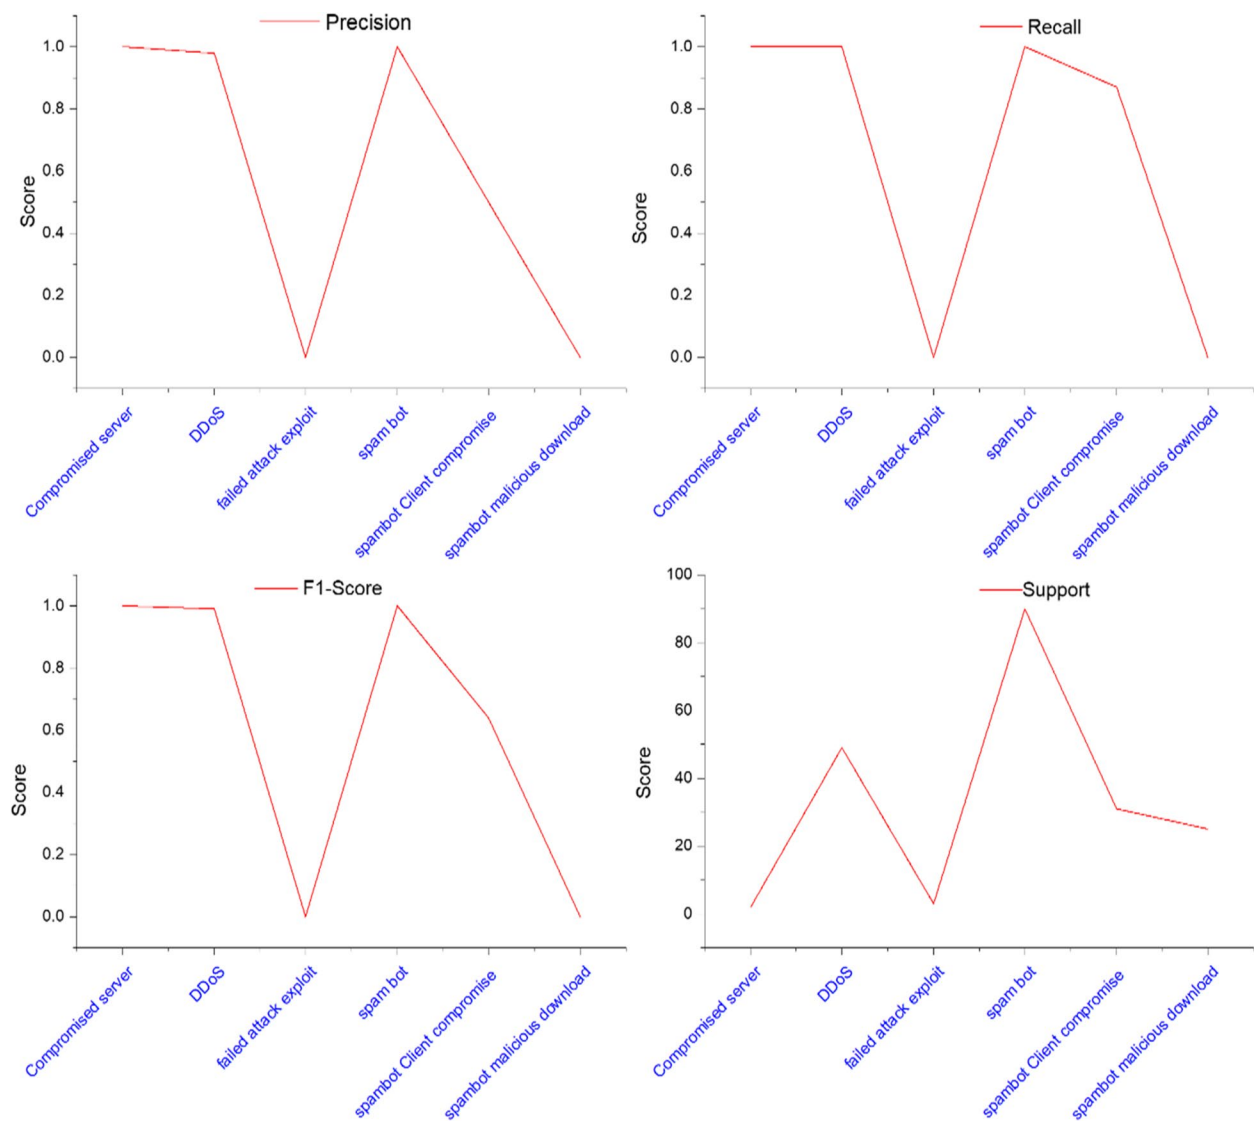 Precision
1.0
0.8
0.6
0.4
0.2
0.0
Score
Compromised server
DDoS
failed attack exploit
spam bot
spambot Client compromise
spambot malicious download
Recall
1.0
0.8
0.6
0.4
0.2
0.0
Score
Compromised server
DDoS
failed attack exploit
spam bot
spambot Client compromise
spambot malicious download
F1-Score
1.0
0.8
0.6
0.4
0.2
0.0
Score
Compromised server
DDoS
failed attack exploit
spam bot
spambot Client compromise
spambot malicious download
Support
100
80
60
40
20
0
Score
Compromised server
DDoS
failed attack exploit
spam bot
spambot Client compromise
spambot malicious download